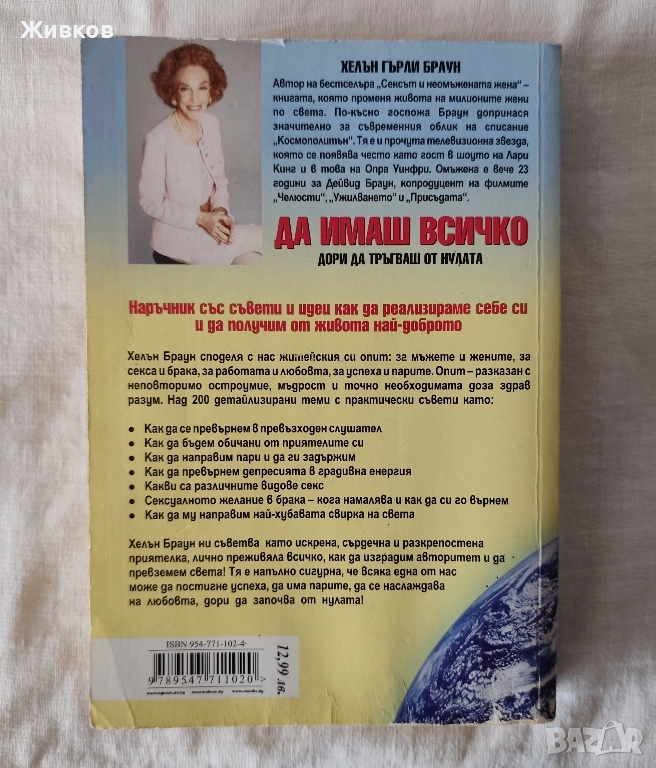 Живков
ХЕЛЪН ГЪРЛИ БРАУН
Автор на бестселъра „Сексът и неомъжената жена“ –
книгата, която променя живота на милионите жени
по света. По-късно госпожа Браун допринася
значително за съвременния облик на списание
„Космополитън“. Тя е и прочута телевизионна звезда,
която се появява често като гост в шоуто на Лари
Кинг и в това на Опра Уинфри. Омъжена е вече 23
години за Дейвид Браун, копродуцент на филмите
„Челюсти“, „Ужилването“ и „Присъдата“.
ДА ИМАШ ВСИЧКО
ДОРИ ДА ТРЪГВАШ ОТ НУЛАТА
Наръчник със съвети и идеи как да реализираме себе си
и да получим от живота най-доброто
Хелън Браун споделя с нас житейския си опит: за мъжете и жените, за
секса и брака, за работата и любовта, за успеха и парите. Опит – разказан с
неповторимо остроумие, мъдрост и точно необходимата доза здрав
разум. Над 200 детайлизирани теми с практически съвети като:
• Как да се превърнем в превъзходен слушател
• Как да бъдем обичани от приятелите си
• Как да направим пари и да ги задържим
• Как да превърнем депресията в градивна енергия
• Какви са различните видове секс
• Сексуалното желание в брака – кога намалява и как да си го върнем
• Как да му направим най-хубавата свирка на света
Хелън Браун ни съветва като искрена, сърдечна и разкрепостена
приятелка, лично преживяла всичко, как да изградим авторитет и да
превземем света! Тя е напълно сигурна, че всяка една от нас
може да постигне успеха, да има парите, да се наслаждава
на любовта, дори да започва от нулата!
ISBN 954-771-102-4
9789547711020
12,99 лв.
BAZAR